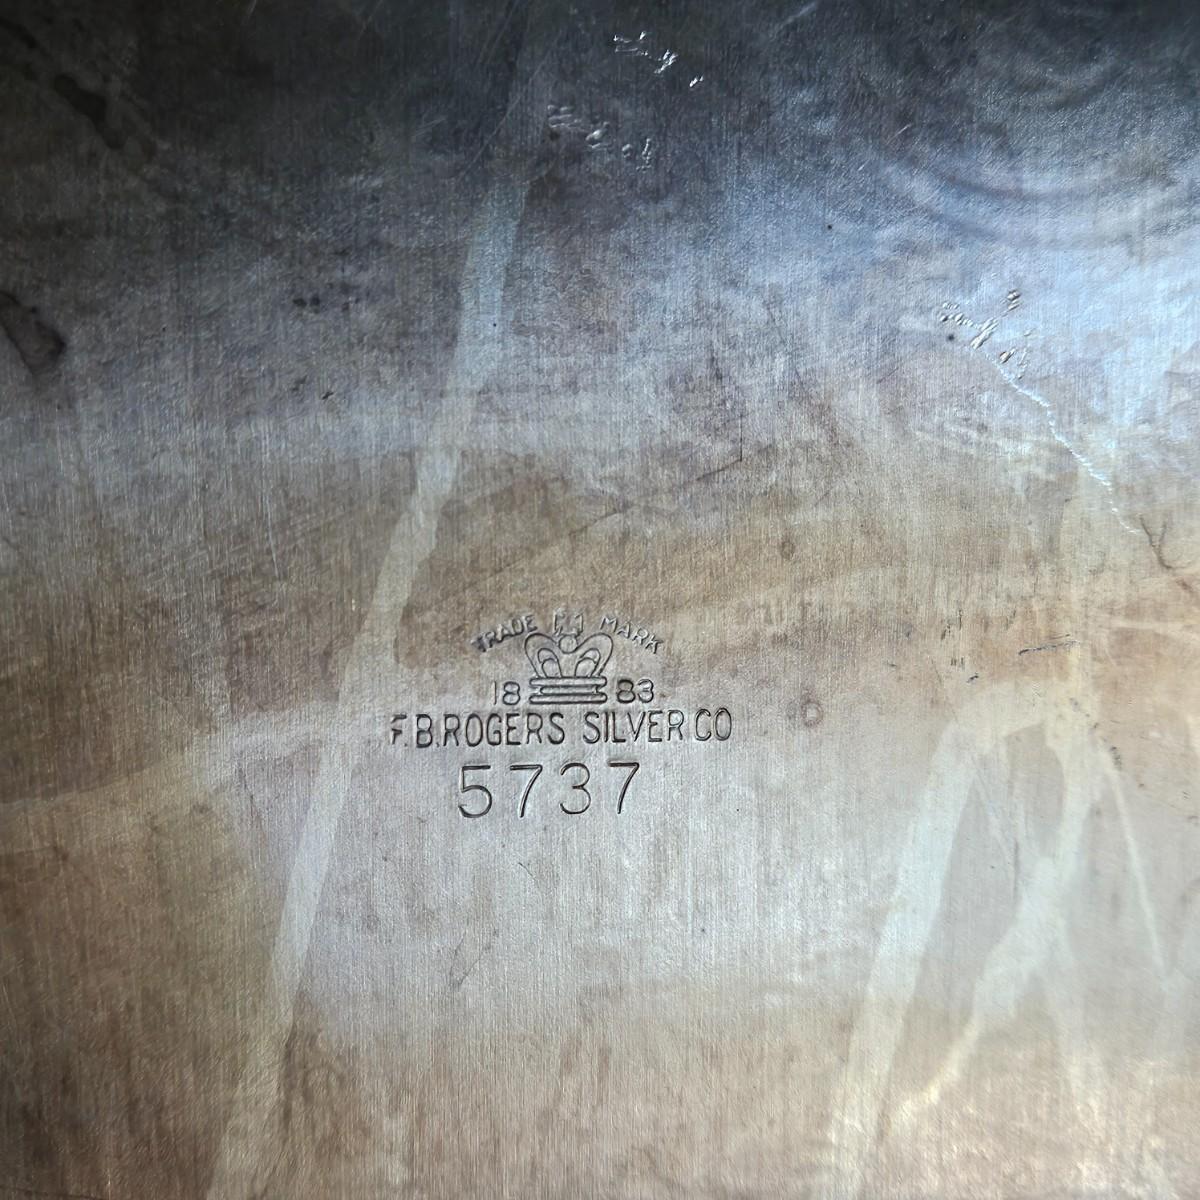 TRADE MARK
18 83
F.B.ROGERS SILVER CO
5737